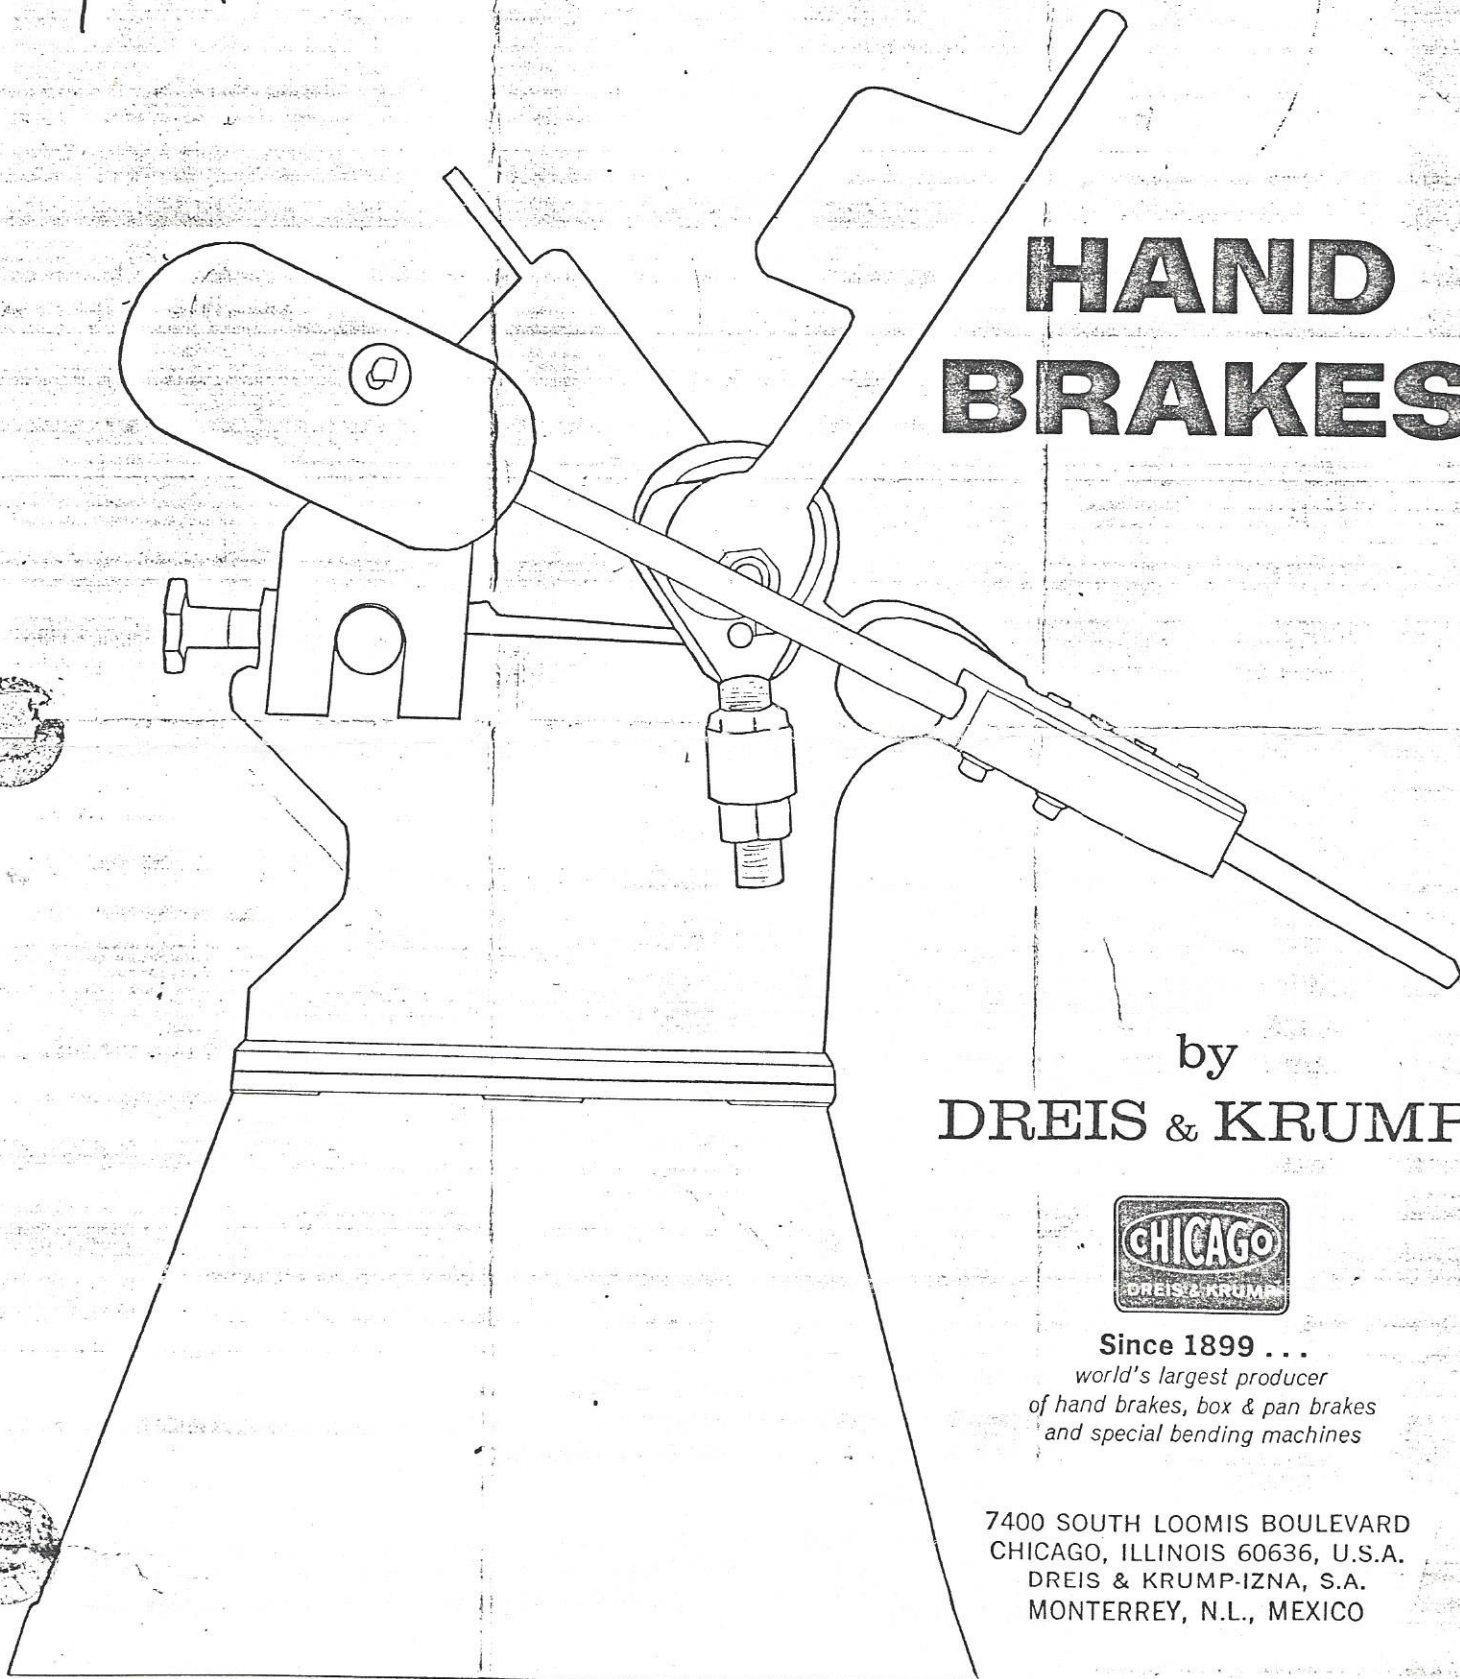 HAND
BRAKES
by
DREIS & KRUMP
CHICAGO
DREIS & KRUMP
Since 1899 . . .
world's largest producer
of hand brakes, box & pan brakes
and special bending machines
7400 SOUTH LOOMIS BOULEVARD
CHICAGO, ILLINOIS 60636, U.S.A.
DREIS & KRUMP-IZNA, S.A.
MONTERREY, N.L., MEXICO